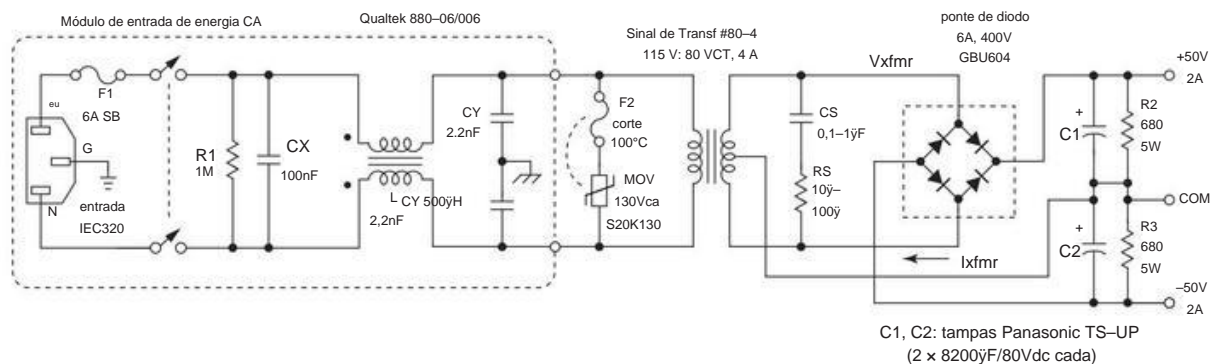 Módulo de entrada de energia CA
Qualtek 880–06/006
Sinal de Transf #80–4
115 V: 80 VCT, 4 A
ponte de diodo
6A, 400V
GBU604
Vxfmr
+50V
2A
F1
6A SB
eu
G
N
entrada
IEC320
R1
1M
CX
100nF
L
CY 500ÿH
2,2nF
CY
2.2nF
F2
corte
100°C
MOV
130Vca
S20K130
CS
0,1–1ÿF
RS
10ÿ–
100ÿ
Ixfmr
+
C1
R2
680
5W
COM
+
C2
R3
680
5W
–50V
2A
C1, C2: tampas Panasonic TS–UP
(2 × 8200ÿF/80Vdc cada)